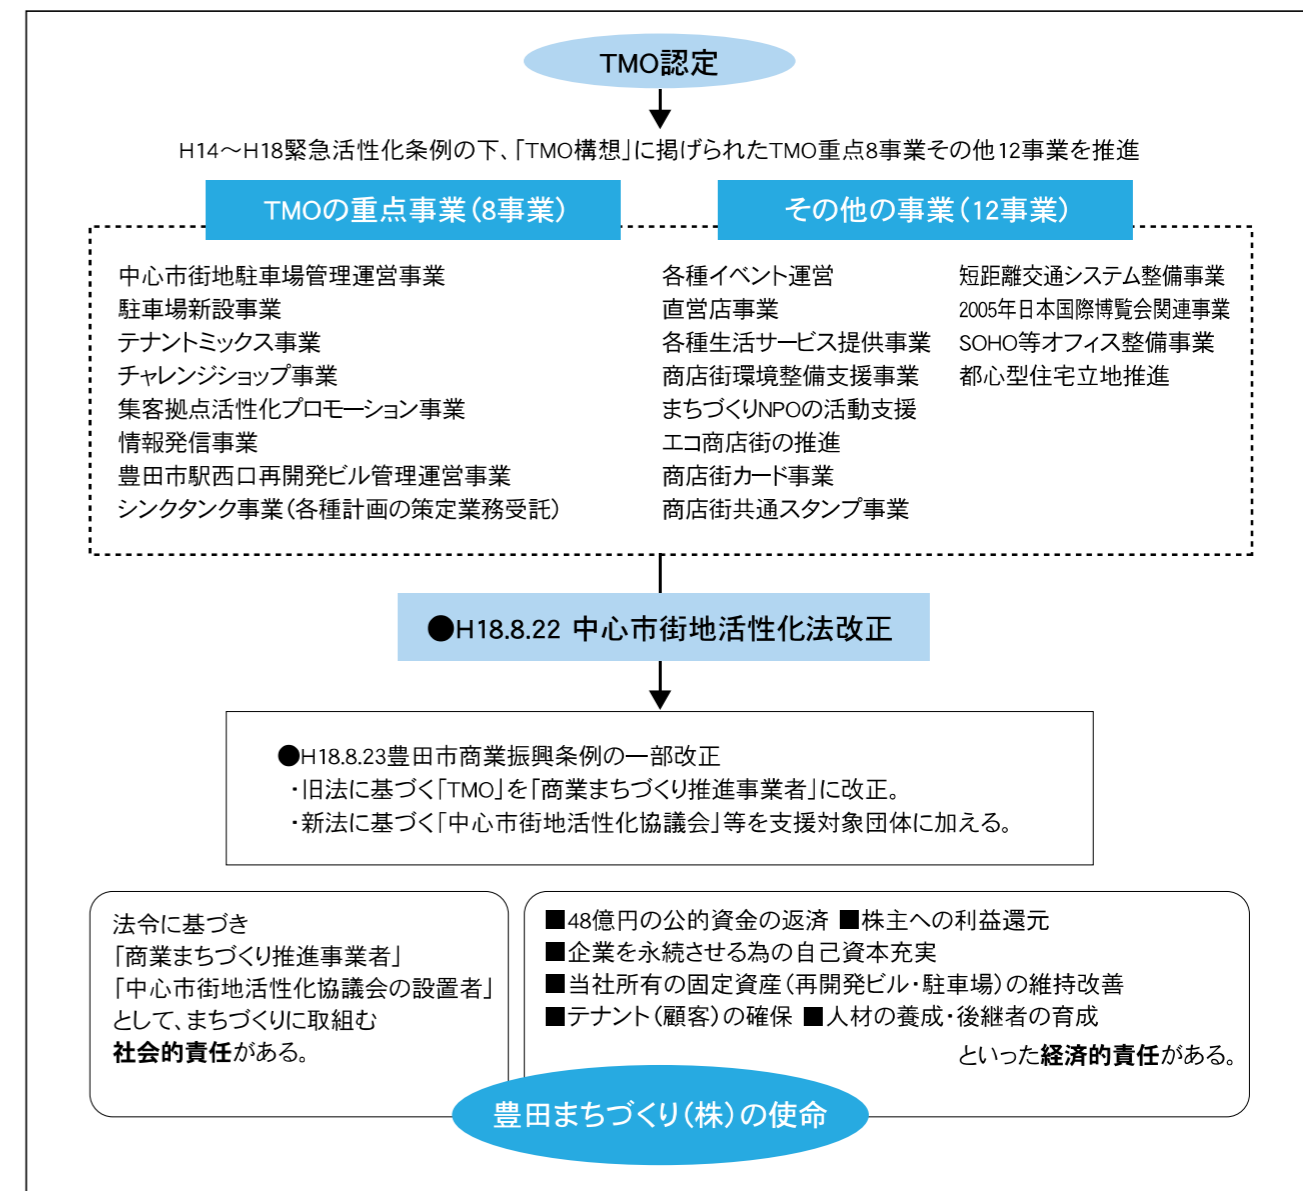 TMO認定
H14～H18緊急活性化条例の下、「TMO構想」に掲げられたTMO重点8事業その他12事業を推進
TMOの重点事業（8事業）
中心市街地駐車場管理運営事業
駐車場新設事業
テナントミックス事業
チャレンジショップ事業
集客拠点活性化プロモーション事業
情報発信事業
豊田市駅西口再開発ビル管理運営事業
シンクタンク事業（各種計画の策定業務受託）
その他の事業（12事業）
各種イベント運営
直営店事業
各種生活サービス提供事業
商店街環境整備支援事業
まちづくりNPOの活動支援
エコ商店街の推進
商店街カード事業
商店街共通スタンプ事業
短距離交通システム整備事業
2005年日本国際博覧会関連事業
SOHO等オフィス整備事業
都心型住宅立地推進
●H18.8.22 中心市街地活性化法改正
●H18.8.23豊田市商業振興条例の一部改正
・旧法に基づく「TMO」を「商業まちづくり推進事業者」に改正。
・新法に基づく「中心市街地活性化協議会」等を支援対象団体に加える。
法令に基づき
「商業まちづくり推進事業者」
「中心市街地活性化協議会の設置者」
として、まちづくりに取組む
社会的責任がある。
■48億円の公的資金の返済 ■株主への利益還元
■企業を永続させる為の自己資本充実
■当社所有の固定資産（再開発ビル・駐車場）の維持改善
■テナント（顧客）の確保 ■人材の養成・後継者の育成
といった経済的責任がある。
豊田まちづくり（株）の使命